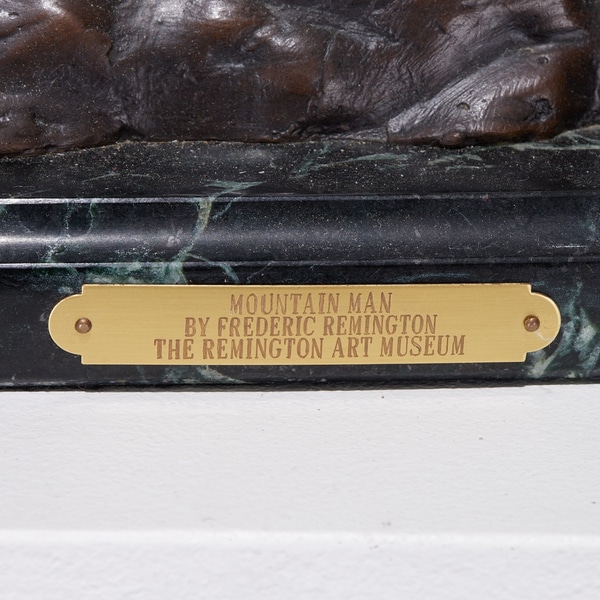 MOUNTAIN MAN
BY FREDERIC REMINGTON
THE REMINGTON ART MUSEUM